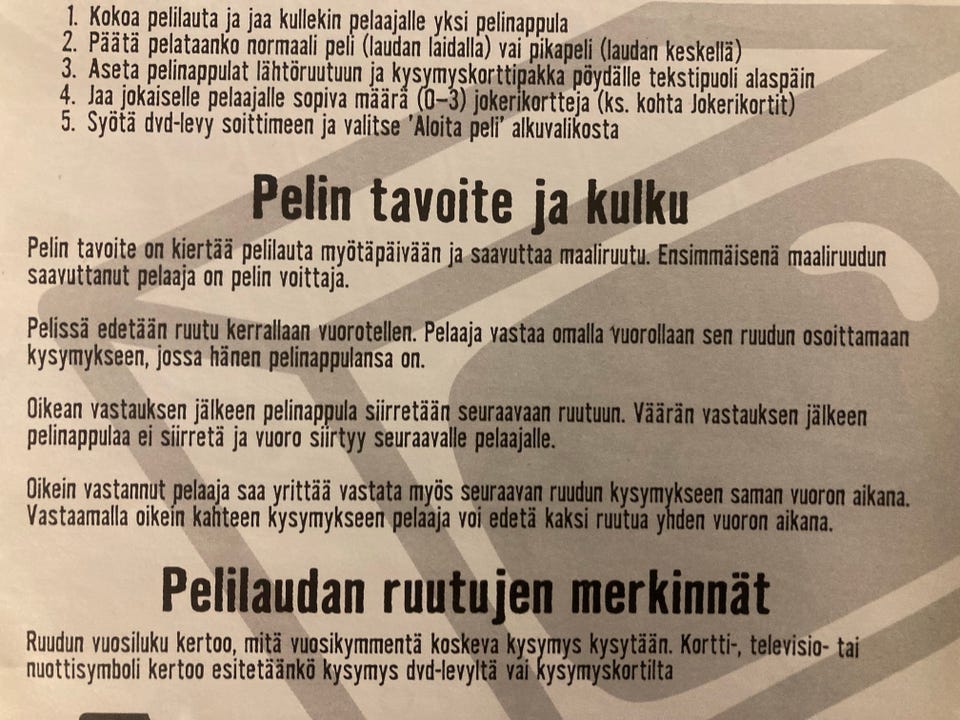 1. Kokoa pelilauta ja jaa kullekin pelaajalle yksi pelinappula
2. Päätä pelataanko normaali peli (laudan laidalla) vai pikapeli (laudan keskellä)
3. Aseta pelinappulat lähtöruutuun ja kysymyskorttipakka pöydälle tekstipuoli alaspäin
4. Jaa jokaiselle pelaajalle sopiva määrä (0–3) jokerikortteja (ks. kohta Jokerikortit)
5. Syötä dvd-levy soittimeen ja valitse 'Aloita peli' alkuvalikosta
Pelin tavoite ja kulku
Pelin tavoite on kiertää pelilauta myötäpäivään ja saavuttaa maaliruutu. Ensimmäisenä maaliruudun
saavuttanut pelaaja on pelin voittaja.
Pelissä edetään ruutu kerrallaan vuorotellen. Pelaaja vastaa omalla vuorollaan sen ruudun osoittamaan
kysymykseen, jossa hänen pelinappulansa on.
Oikean vastauksen jälkeen pelinappula siirretään seuraavaan ruutuun. Väärän vastauksen jälkeen
pelinappulaa ei siirretä ja vuoro siirtyy seuraavalle pelaajalle.
Oikein vastannut pelaaja saa yrittää vastata myös seuraavan ruudun kysymykseen saman vuoron aikana.
Vastaamalla oikein kahteen kysymykseen pelaaja voi edetä kaksi ruutua yhden vuoron aikana.
Pelilaudan ruutujen merkinnät
Ruudun vuosiluku kertoo, mitä vuosikymmentä koskeva kysymys kysytään. Kortti-, televisio- tai
nuottisymboli kertoo esitetäänkö kysymys dvd-levyltä vai kysymyskortilta